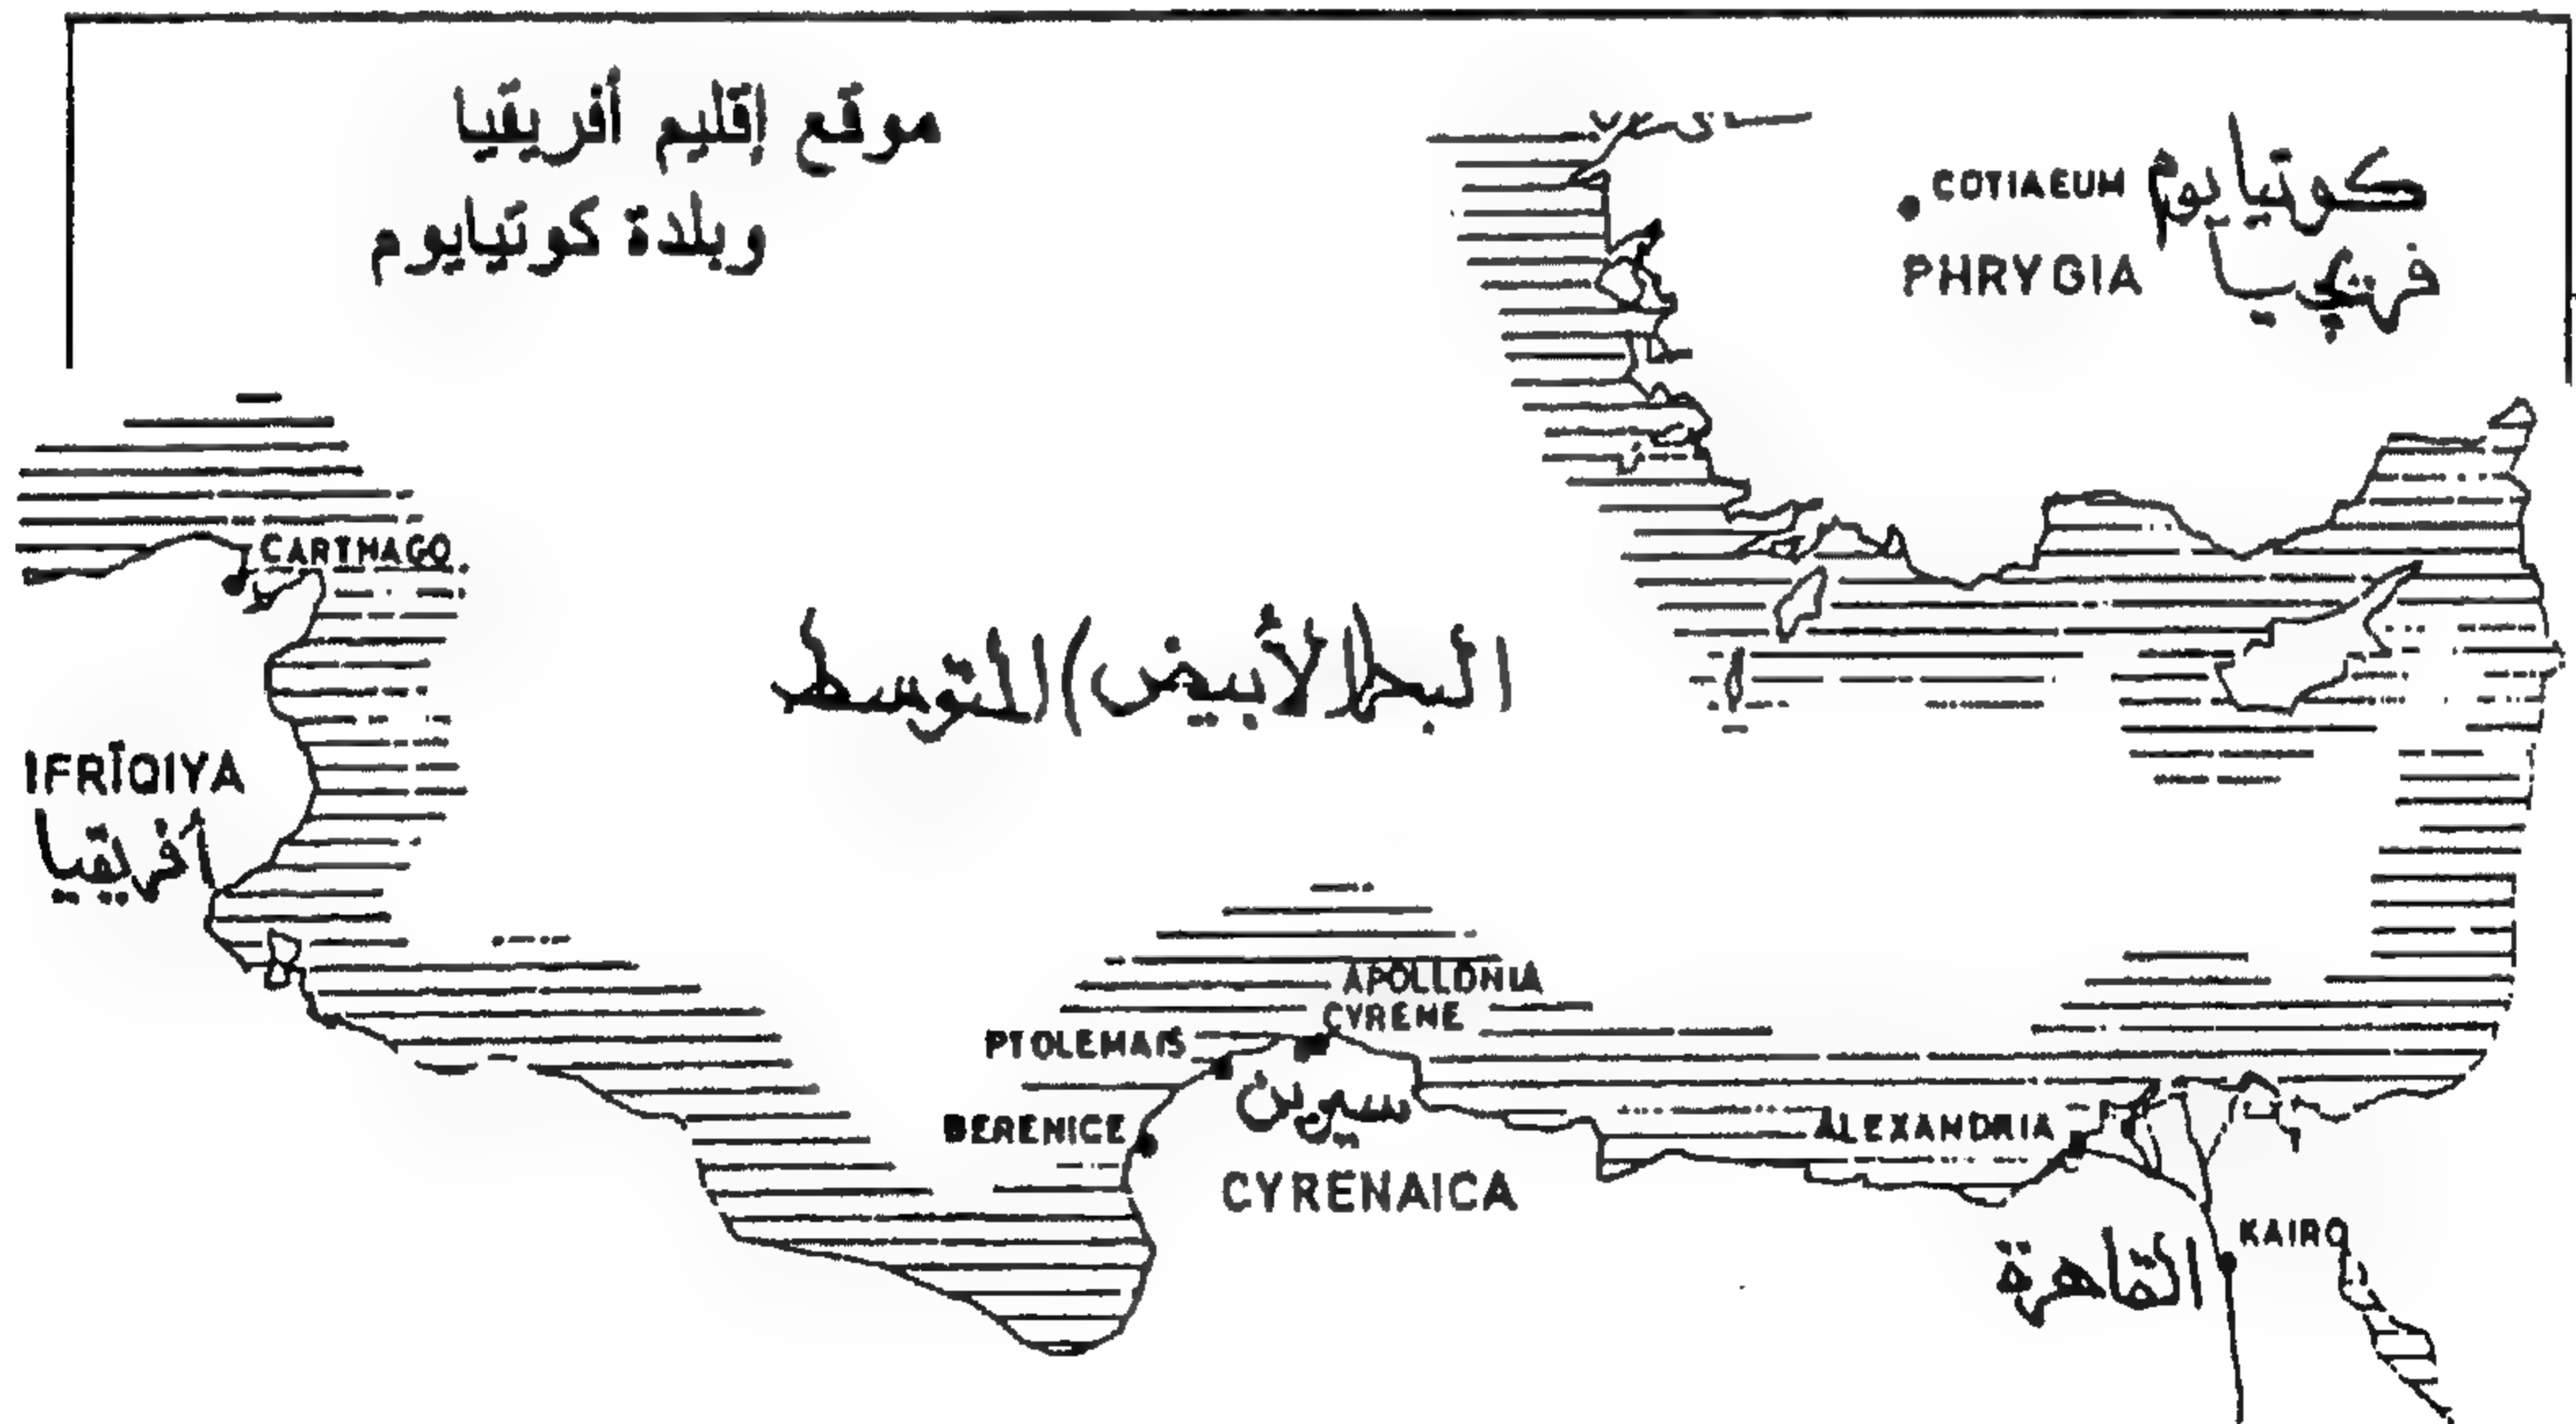 موقع إقليم أفريقيا
وبلدة كوتيايوم
COTIAEUM كوتيايوم
PHRYGIA فريجيا
CARTHAGO
البحر (الأبيض) المتوسط
IFRĪQIYA
أفريقيا
APOLLONIA
CYRENE
PTOLEMAIS
سيرين
BERENICE
ALEXANDRIA
CYRENAICA
KAIRO
القاهرة